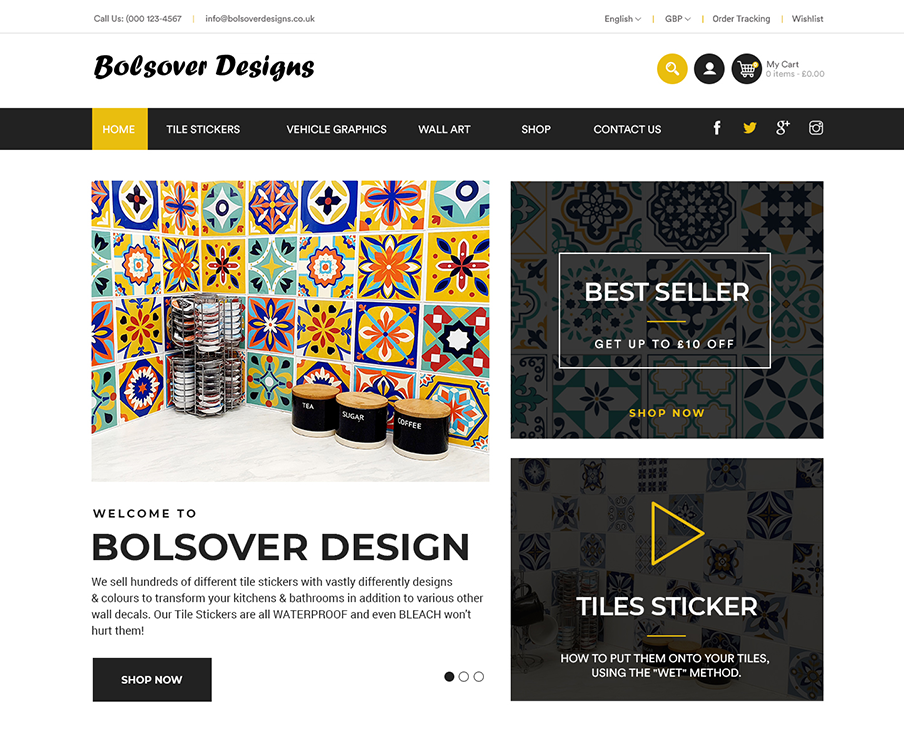 Call Us: (000 123-4567 | info@bolsoverdesigns.co.uk
English | GBP | Order Tracking | Wishlist
Bolsover Designs
My Cart
0 items - £0.00
HOME TILE STICKERS VEHICLE GRAPHICS WALL ART SHOP CONTACT US
TEA
SUGAR
COFFEE
BEST SELLER
GET UP TO £10 OFF
SHOP NOW
WELCOME TO
BOLSOVER DESIGN
We sell hundreds of different tile stickers with vastly differently designs
& colours to transform your kitchens & bathrooms in addition to various other
wall decals. Our Tile Stickers are all WATERPROOF and even BLEACH won't
hurt them!
SHOP NOW
TILES STICKER
HOW TO PUT THEM ONTO YOUR TILES,
USING THE "WET" METHOD.